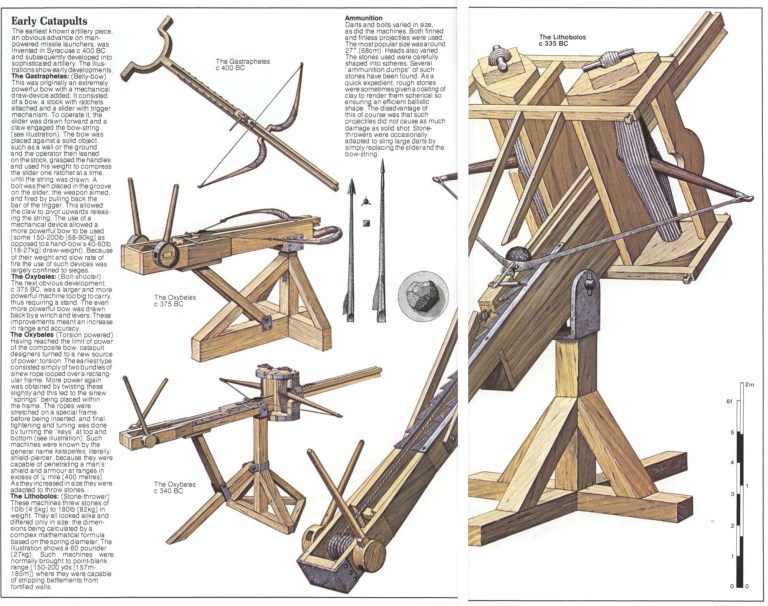 Early Catapults
The earliest known artillery piece,
an obvious advance on man-
powered missile launchers, was
invented in Syracuse c 400 BC
and subsequently developed into
sophisticated artillery. The illus-
trations show early developments.
The Gastraphetes: (Belly-bow)
This was originally an extremely
powerful bow with a mechanical
draw-device added. It consisted
of a bow, a stock with ratchets
attached and a slider with trigger
mechanism. To operate it, the
slider was drawn forward and a
claw engaged the bow-string
(see illustration). The bow was
placed against a solid object
such as a wall or the ground
and the operator then leaned
on the stock, grasped the handles
and used his weight to compress
the slider one ratchet at a time
until the string was drawn. A
bolt was then placed in the groove
on the slider, the weapon aimed,
and fired by pulling back the
bar of the trigger. This allowed
the claw to pivot upwards releas-
ing the string. The use of a
mechanical device allowed a
more powerful bow to be used
(some 150-200lb [68-90kg] as
opposed to a hand-bow's 40-60lb
[18-27kg] draw-weight). Because
of their weight and slow rate of
fire the use of such devices was
largely confined to sieges.
The Oxybeles: (Bolt-shooter)
The next obvious development,
c 375 BC, was a larger and more
powerful machine too big to carry,
thus requiring a stand. The even
more powerful bow was drawn
back by a winch and levers. These
improvements meant an increase
in range and accuracy.
The Oxybeles (Torsion powered)
Having reached the limit of power
of the composite bow, catapult
designers turned to a new source
of power: torsion. The earliest type
consisted simply of two bundles of
sinew rope looped over a rectang-
ular frame. More power again
was obtained by twisting these
slightly and this led to the sinew
"springs" being placed within
the frame. The ropes were
stretched on a special frame
before being inserted, and final
tightening and tuning was done
by turning the "keys" at top and
bottom (see illustration). Such
machines were known by the
general name katapeltes, literally,
shield-piercer, because they were
capable of penetrating a man's
shield and armour at ranges in
excess of ¼ mile (400 metres).
As they increased in size they were
adapted to throw stones.
The Lithobolos: (Stone-thrower)
These machines threw stones of
10lb (4·5kg) to 180lb (82kg) in
weight. They all looked alike and
differed only in size: the dimen-
sions being calculated by a
complex mathematical formula
based on the spring diameter. The
illustration shows a 60 pounder
(27kg). Such machines were
normally brought to point-blank
range (150-200 yds [157m-
185m]) where they were capable
of stripping battlements from
fortified walls.
The Gastraphetes
c 400 BC
The Oxybeles
c 375 BC
The Oxybeles
c 340 BC
Ammunition
Darts and bolts varied in size,
as did the machines. Both finned
and finless projectiles were used.
The most popular size was around
27" (68cm). Heads also varied.
The stones used were carefully
shaped into spheres. Several
"ammunition dumps" of such
stones have been found. As a
quick expedient, rough stones
were sometimes given a coating of
clay to render them spherical so
ensuring an efficient ballistic
shape. The disadvantage of
this of course was that such
projectiles did not cause as much
damage as solid shot. Stone-
throwers were occasionally
adapted to sling large darts by
simply replacing the slider and the
bow-string.
The Lithobolos
c 335 BC
2m
6f
5
4
3
1
2
1
0 0